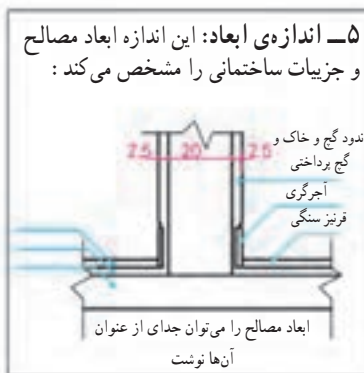 ۵ــ اندازه‌ی ابعاد: این اندازه ابعاد مصالح
و جزییات ساختمانی را مشخص می‌کند :
ندود گچ و خاک و
گچ پرداختی
2.5 20 2.5
آجرگری
قرنیز سنگی
ابعاد مصالح را می‌توان جدای از عنوان
آن‌ها نوشت